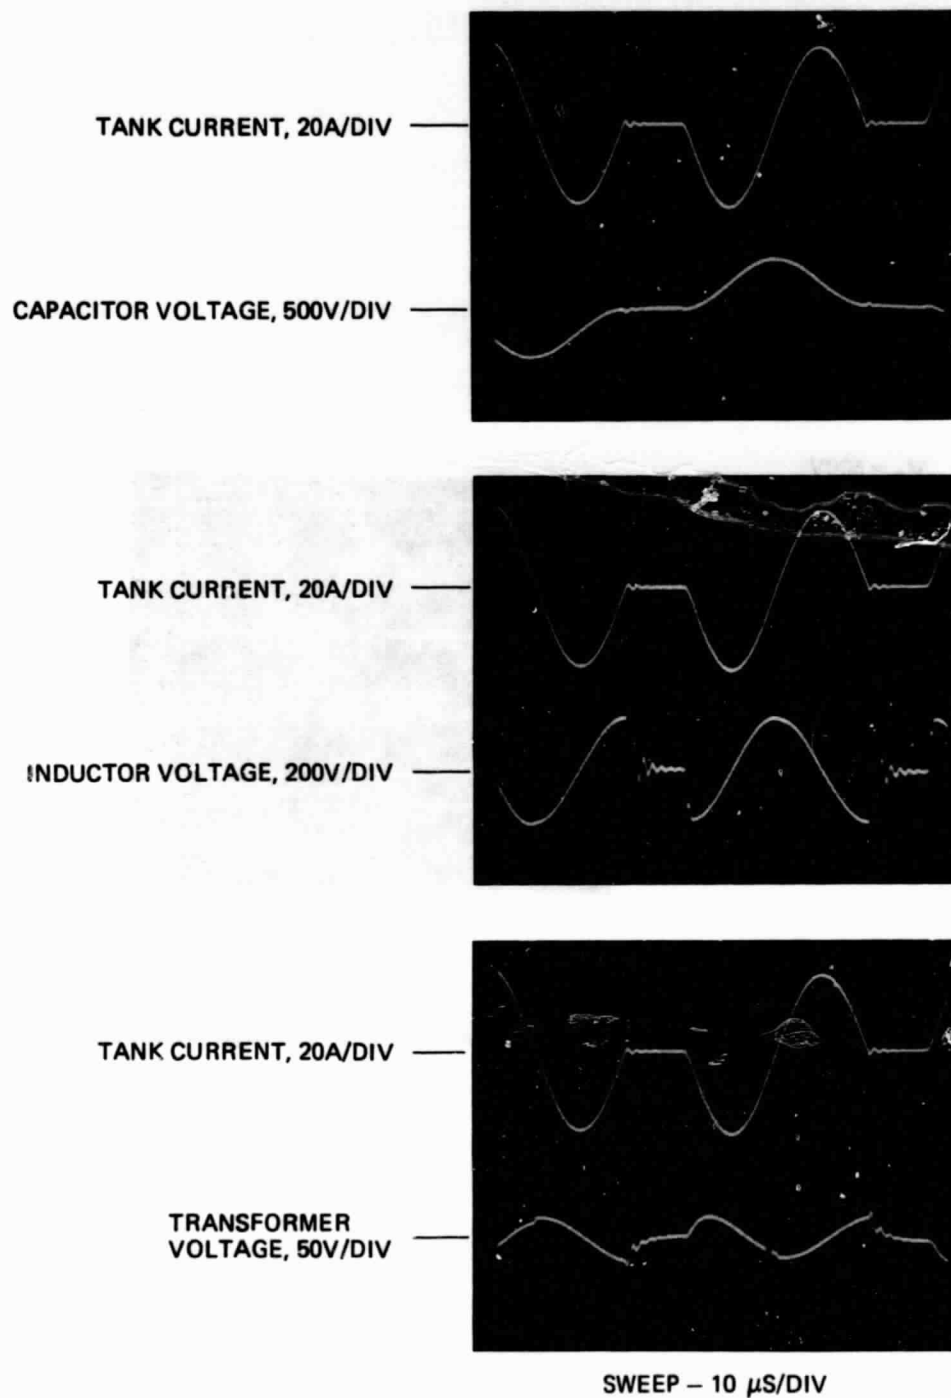 TANK CURRENT, 20A/DIV
CAPACITOR VOLTAGE, 500V/DIV
TANK CURRENT, 20A/DIV
INDUCTOR VOLTAGE, 200V/DIV
TANK CURRENT, 20A/DIV
TRANSFORMER
VOLTAGE, 50V/DIV
SWEEP – 10 μS/DIV